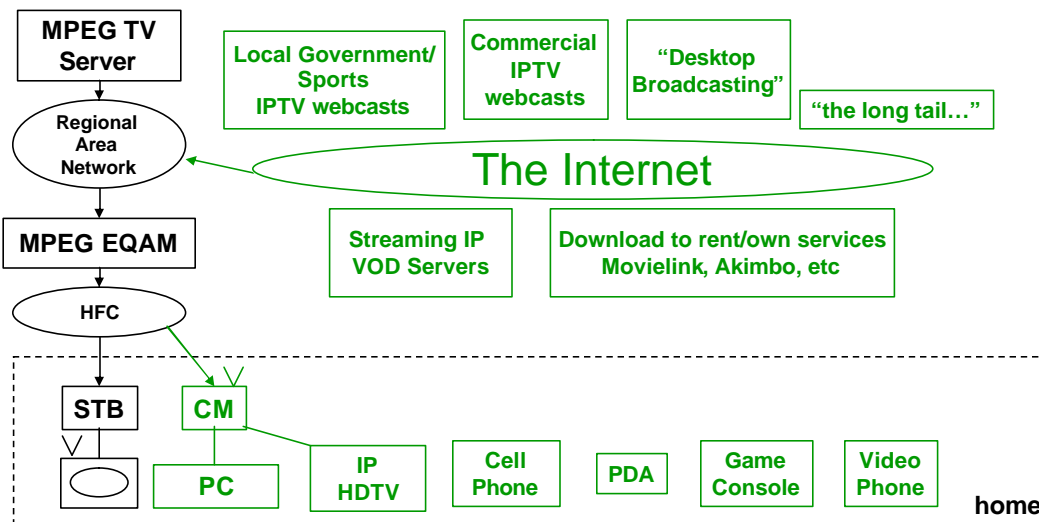 MPEG TV
Server
Local Government/
Sports
IPTV webcasts
Commercial
IPTV
webcasts
“Desktop
Broadcasting”
“the long tail…”
Regional
Area
Network
The Internet
MPEG EQAM
Streaming IP
VOD Servers
Download to rent/own services
Movielink, Akimbo, etc
HFC
STB
CM
PC
IP
HDTV
Cell
Phone
PDA
Game
Console
Video
Phone
home